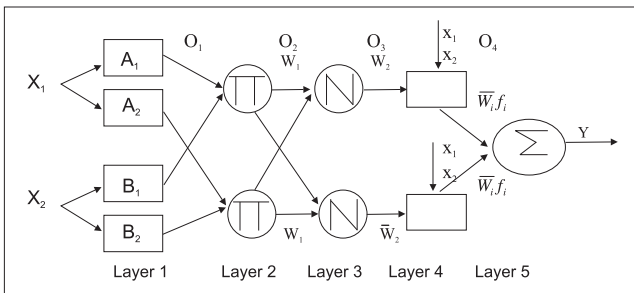 O₁ O₂ O₃ x₁ O₄
A₁ W₁ W₂ x₂
X₁ Π N
A₂ W̅ᵢfᵢ
Σ Y
B₁ x₁
X₂ x₂ W̅ᵢfᵢ
B₂ Π N
W₁ W̅₂
Layer 1 Layer 2 Layer 3 Layer 4 Layer 5